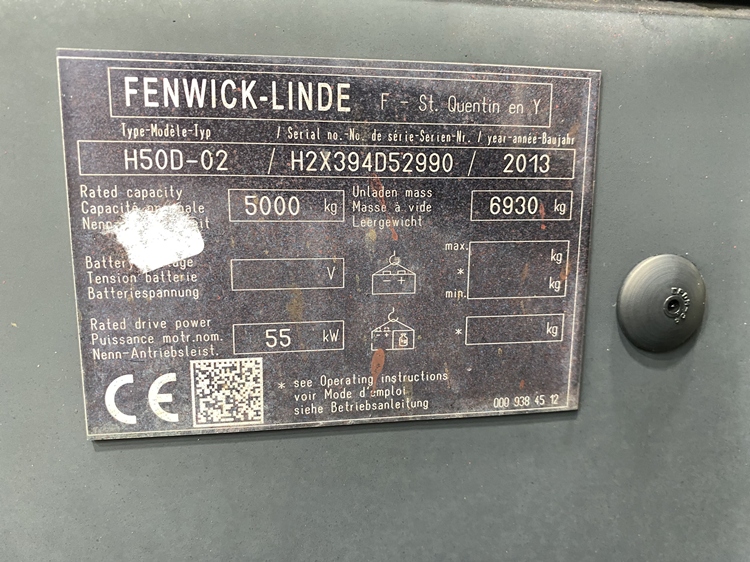 FENWICK-LINDE F - St. Quentin en Y
Type-Modèle-Typ / Serial no.-No. de série-Serien-Nr. / year-année-Baujahr
H50D-02 / H2X394D52990 / 2013
Rated capacity
Capacité
5000 kg
Unladen mass
Masse à vide
Leergewicht
6930 kg
Tension batterie
Batteriespannung
V
max. kg
* kg
min.
Rated drive power
Puissance motr.nom.
Nenn-Antriebsleist.
55 kW
* kg
CE
* see Operating instructions
voir Mode d'emploi
siehe Betriebsanleitung
000 938 45 12